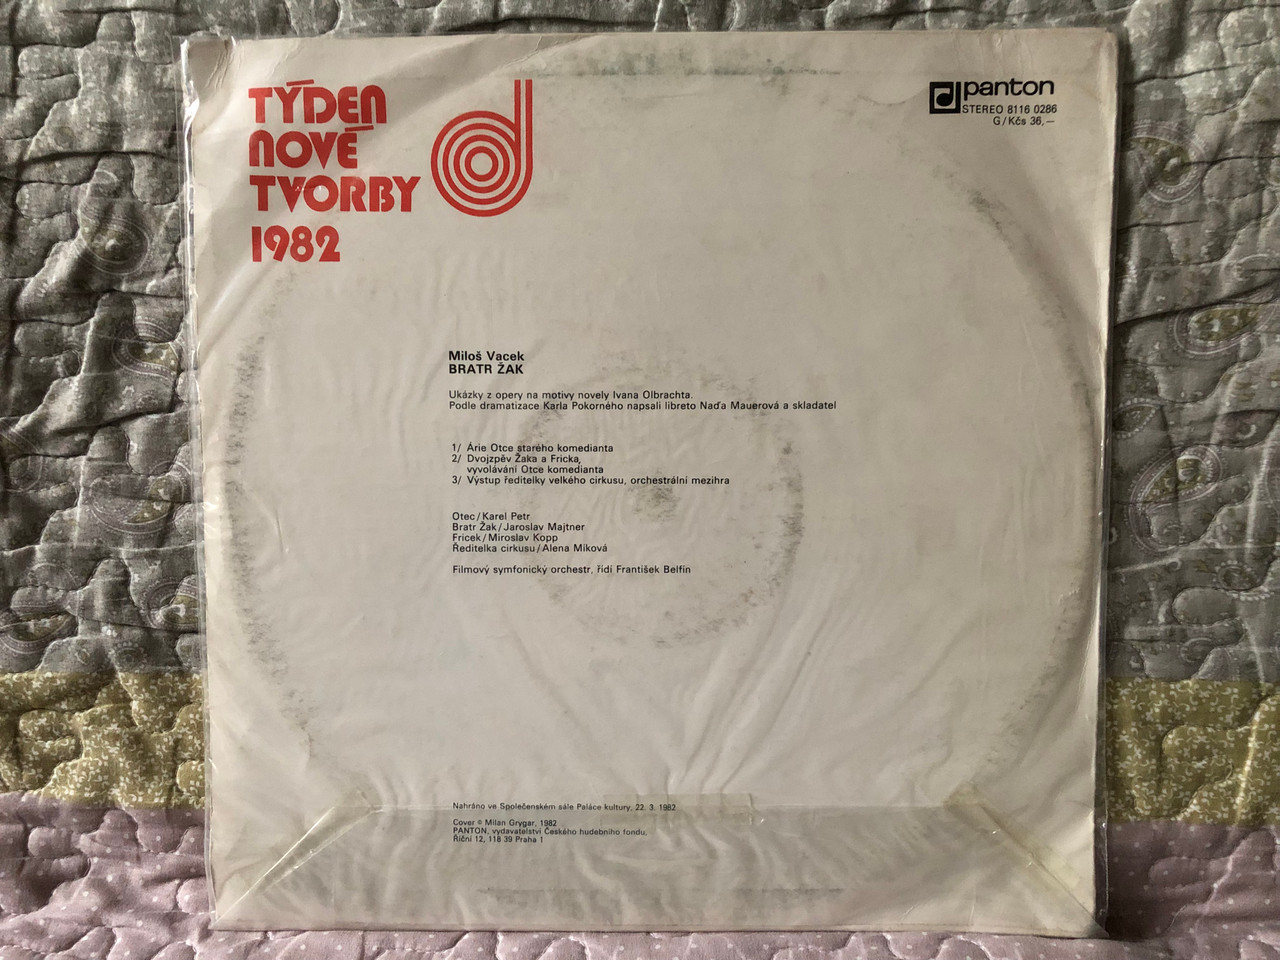 TÝDEN
NOVÉ
TVORBY
1982
panton
STEREO 8116 0286
G/Kčs 36,—
Miloš Vacek
BRATR ŽAK
Ukázky z opery na motivy novely Ivana Olbrachta.
Podle dramatizace Karla Pokorného napsali libreto Naďa Mauerová a skladatel
1/ Árie Otce starého komedianta
2/ Dvojzpěv Žaka a Fricka,
vyvolávání Otce komedianta
3/ Výstup ředitelky velkého cirkusu, orchestrální mezihra
Otec/Karel Petr
Bratr Žak/Jaroslav Majtner
Fricek/Miroslav Kopp
Ředitelka cirkusu/Alena Míková
Filmový symfonický orchestr, řídí František Belfín
Nahráno ve Společenském sále Paláce kultury, 22. 3. 1982
Cover © Milan Grygar, 1982
PANTON, vydavatelství Českého hudebního fondu,
Říční 12, 118 39 Praha 1